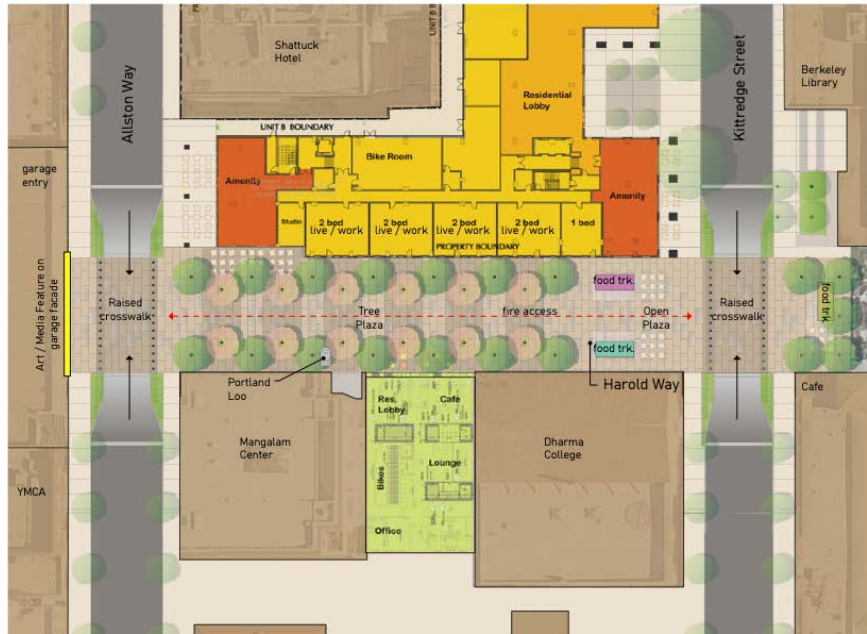 Allston Way
Shattuck
Hotel
UNIT B
UNIT B BOUNDARY
Residential
Lobby
Kittredge Street
Berkeley
Library
garage
entry
Amenity
Bike Room
Studio
2 bed
live / work
2 bed
live / work
2 bed
live / work
2 bed
live / work
1 bed
Amenity
PROPERTY BOUNDARY
Art / Media Feature on
garage facade
Raised
crosswalk
Tree
Plaza
fire access
food trk.
food trk.
Open
Plaza
Raised
crosswalk
food trk.
Portland
Loo
Harold Way
Cafe
Mangalam
Center
Res.
Lobby
Cafe
Bikes
Lounge
Office
Dharma
College
YMCA